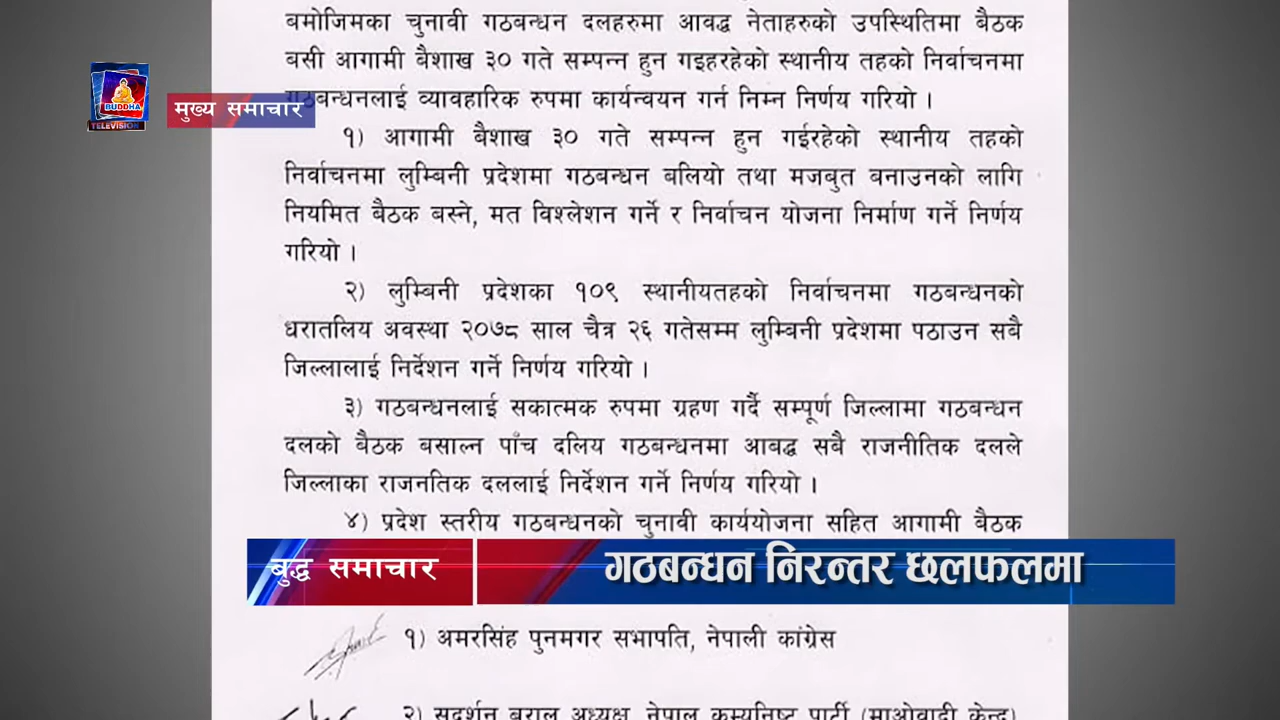 बमोजिमका चुनावी गठबन्धन दलहरुमा आवद्ध नेताहरुको उपस्थितिमा बैठक
बसी आगामी बैशाख ३० गते सम्पन्न हुन गइहरहेको स्थानीय तहको निर्वाचनमा
गठबन्धनलाई व्यावहारिक रुपमा कार्यन्वयन गर्न निम्न निर्णय गरियो ।
BUDDHA
TELEVISION
मुख्य समाचार
१) आगामी बैशाख ३० गते सम्पन्न हुन गईरहेको स्थानीय तहको
निर्वाचनमा लुम्बिनी प्रदेशमा गठबन्धन बलियो तथा मजबुत बनाउनको लागि
नियमित बैठक बस्ने, मत विश्लेशन गर्ने र निर्वाचन योजना निर्माण गर्ने निर्णय
गरियो ।
२) लुम्बिनी प्रदेशका १०९ स्थानीयतहको निर्वाचनमा गठबन्धनको
धरातलिय अवस्था २०७८ साल चैत्र २६ गतेसम्म लुम्बिनी प्रदेशमा पठाउन सबै
जिल्लालाई निर्देशन गर्ने निर्णय गरियो ।
३) गठबन्धनलाई सकात्मक रुपमा ग्रहण गर्दै सम्पूर्ण जिल्लामा गठबन्धन
दलको बैठक बसाल्न पाँच दलिय गठबन्धनमा आबद्ध सबै राजनीतिक दलले
जिल्लाका राजनतिक दललाई निर्देशन गर्ने निर्णय गरियो ।
४) प्रदेश स्तरीय गठबन्धनको चुनावी कार्ययोजना सहित आगामी बैठक
बुद्ध समाचार
गठबन्धन निरन्तर छलफलमा
१) अमरसिंह पुनमगर सभापति, नेपाली कांग्रेस
२) सुदर्शन बराल अध्यक्ष, नेपाल कम्युनिष्ट पार्टी (माओवादी केन्द्र)